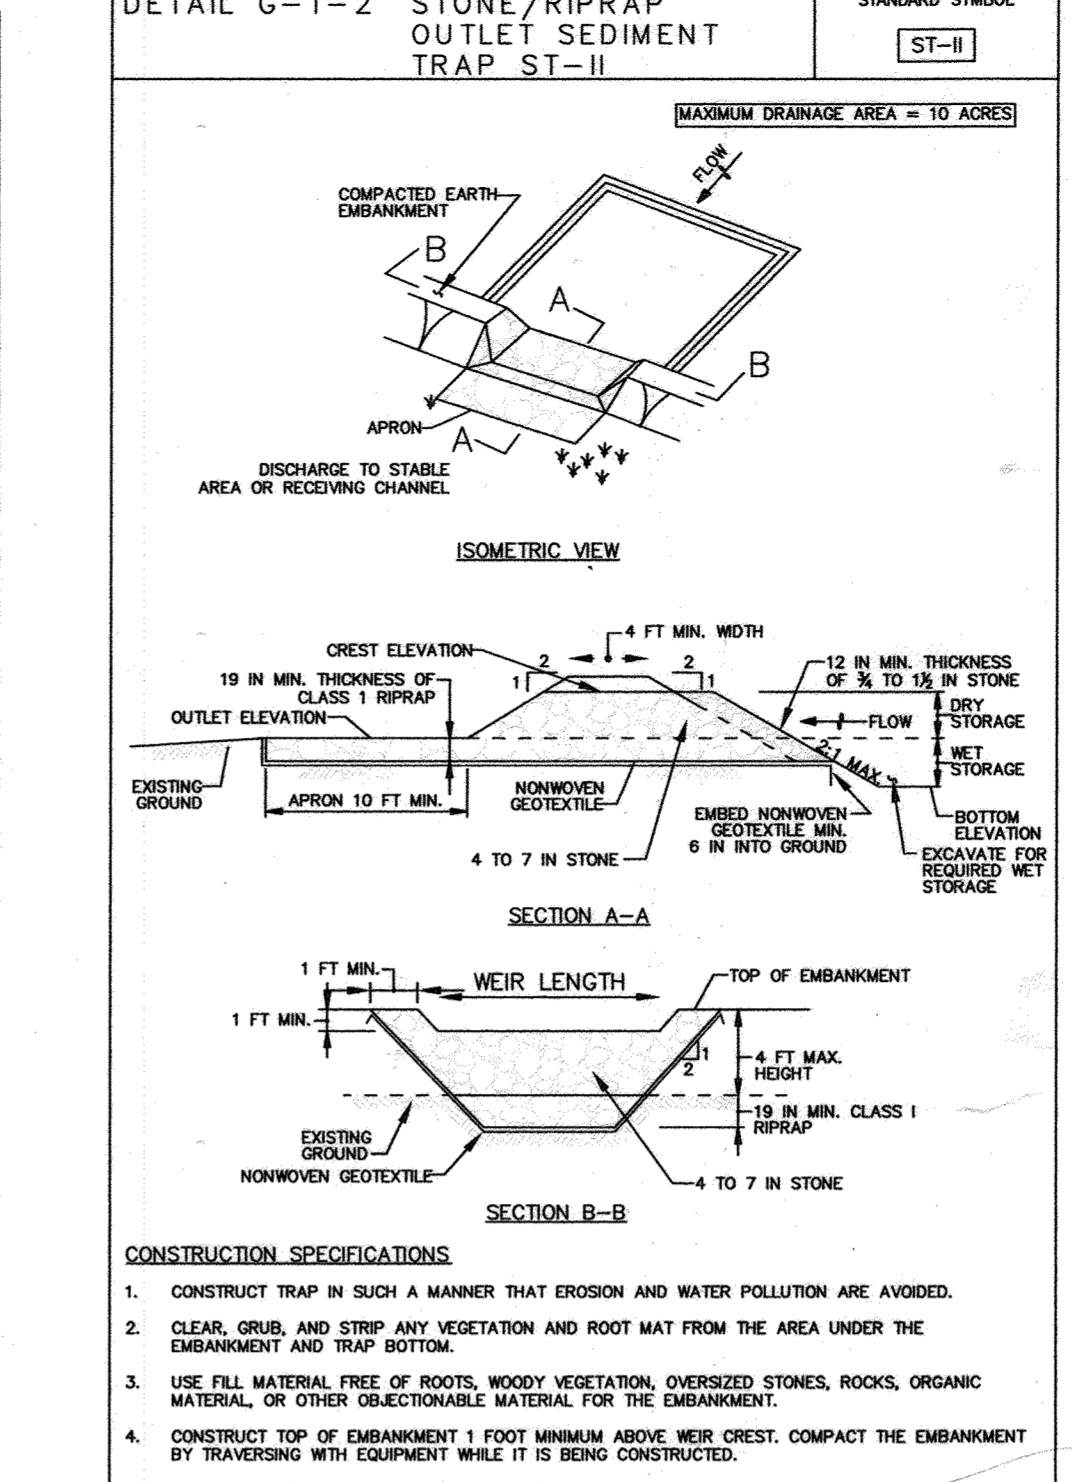 DETAIL G-1-2 STONE/RIPRAP
OUTLET SEDIMENT
TRAP ST-II
STANDARD SYMBOL
ST-II
MAXIMUM DRAINAGE AREA = 10 ACRES
FLOW
COMPACTED EARTH
EMBANKMENT
B
A
B
APRON
A
DISCHARGE TO STABLE
AREA OR RECEIVING CHANNEL
ISOMETRIC VIEW
4 FT MIN. WIDTH
CREST ELEVATION
2
1
2
1
12 IN MIN. THICKNESS
OF ¾ TO 1½ IN STONE
19 IN MIN. THICKNESS OF
CLASS 1 RIPRAP
OUTLET ELEVATION
FLOW
DRY
STORAGE
2:1 MAX.
WET
STORAGE
EXISTING
GROUND
APRON 10 FT MIN.
NONWOVEN
GEOTEXTILE
EMBED NONWOVEN
GEOTEXTILE MIN.
6 IN INTO GROUND
BOTTOM
ELEVATION
4 TO 7 IN STONE
EXCAVATE FOR
REQUIRED WET
STORAGE
SECTION A-A
1 FT MIN.
WEIR LENGTH
TOP OF EMBANKMENT
1 FT MIN.
1
2
4 FT MAX.
HEIGHT
19 IN MIN. CLASS I
RIPRAP
EXISTING
GROUND
NONWOVEN GEOTEXTILE
4 TO 7 IN STONE
SECTION B-B
CONSTRUCTION SPECIFICATIONS
1. CONSTRUCT TRAP IN SUCH A MANNER THAT EROSION AND WATER POLLUTION ARE AVOIDED.
2. CLEAR, GRUB, AND STRIP ANY VEGETATION AND ROOT MAT FROM THE AREA UNDER THE
EMBANKMENT AND TRAP BOTTOM.
3. USE FILL MATERIAL FREE OF ROOTS, WOODY VEGETATION, OVERSIZED STONES, ROCKS, ORGANIC
MATERIAL, OR OTHER OBJECTIONABLE MATERIAL FOR THE EMBANKMENT.
4. CONSTRUCT TOP OF EMBANKMENT 1 FOOT MINIMUM ABOVE WEIR CREST. COMPACT THE EMBANKMENT
BY TRAVERSING WITH EQUIPMENT WHILE IT IS BEING CONSTRUCTED.